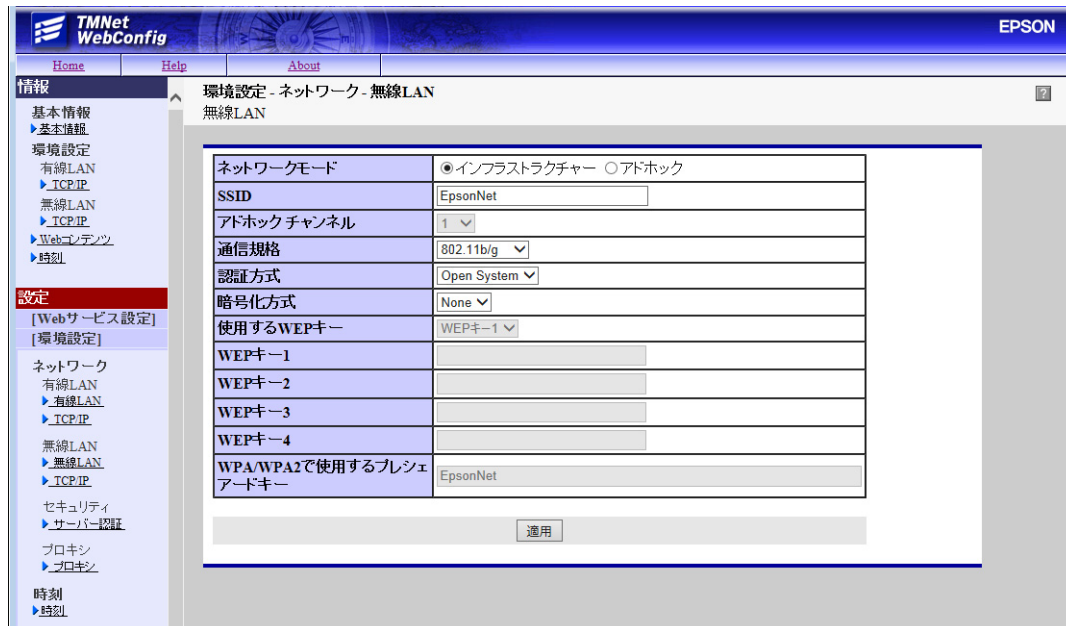 TMNet
WebConfig
EPSON
Home Help About
情報
基本情報
基本情報
環境設定
有線LAN
TCP/IP
無線LAN
TCP/IP
Webコンテンツ
時刻
設定
[Webサービス設定]
[環境設定]
ネットワーク
有線LAN
有線LAN
TCP/IP
無線LAN
無線LAN
TCP/IP
セキュリティ
サーバー認証
プロキシ
プロキシ
時刻
時刻
環境設定 - ネットワーク - 無線LAN
?
無線LAN
ネットワークモード インフラストラクチャー アドホック
SSID EpsonNet
アドホック チャンネル 1
通信規格 802.11b/g
認証方式 Open System
暗号化方式 None
使用するWEPキー WEPキー1
WEPキー1
WEPキー2
WEPキー3
WEPキー4
WPA/WPA2で使用するプレシェ
アードキー EpsonNet
適用